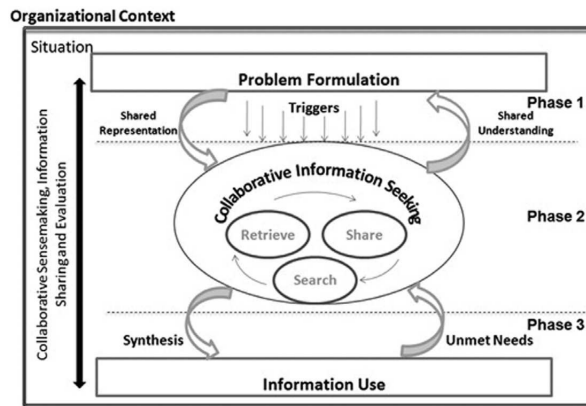 Organizational Context
Situation
Problem Formulation
Phase 1
Triggers
Shared
Representation
Shared
Understanding
Collaborative Sensemaking, Information
Sharing and Evaluation
Collaborative Information Seeking
Phase 2
Retrieve
Share
Search
Phase 3
Synthesis
Unmet Needs
Information Use